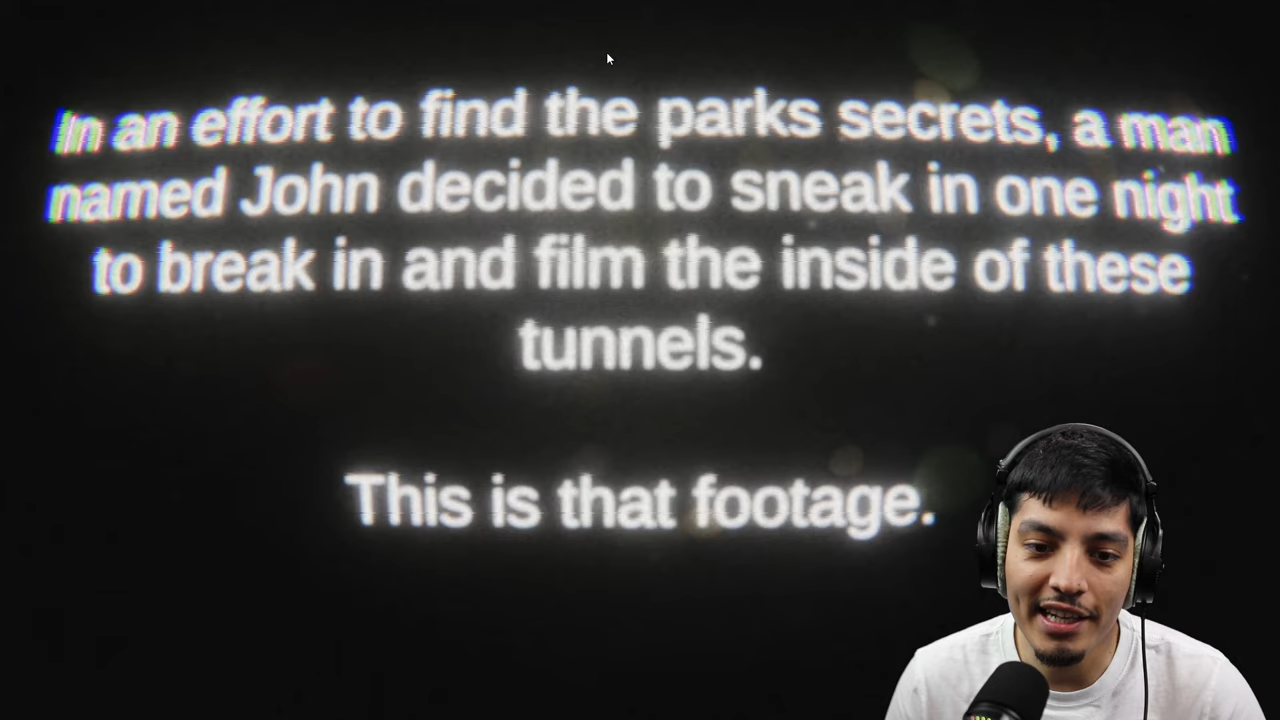 In an effort to find the parks secrets, a man
named John decided to sneak in one night
to break in and film the inside of these
tunnels.
This is that footage.